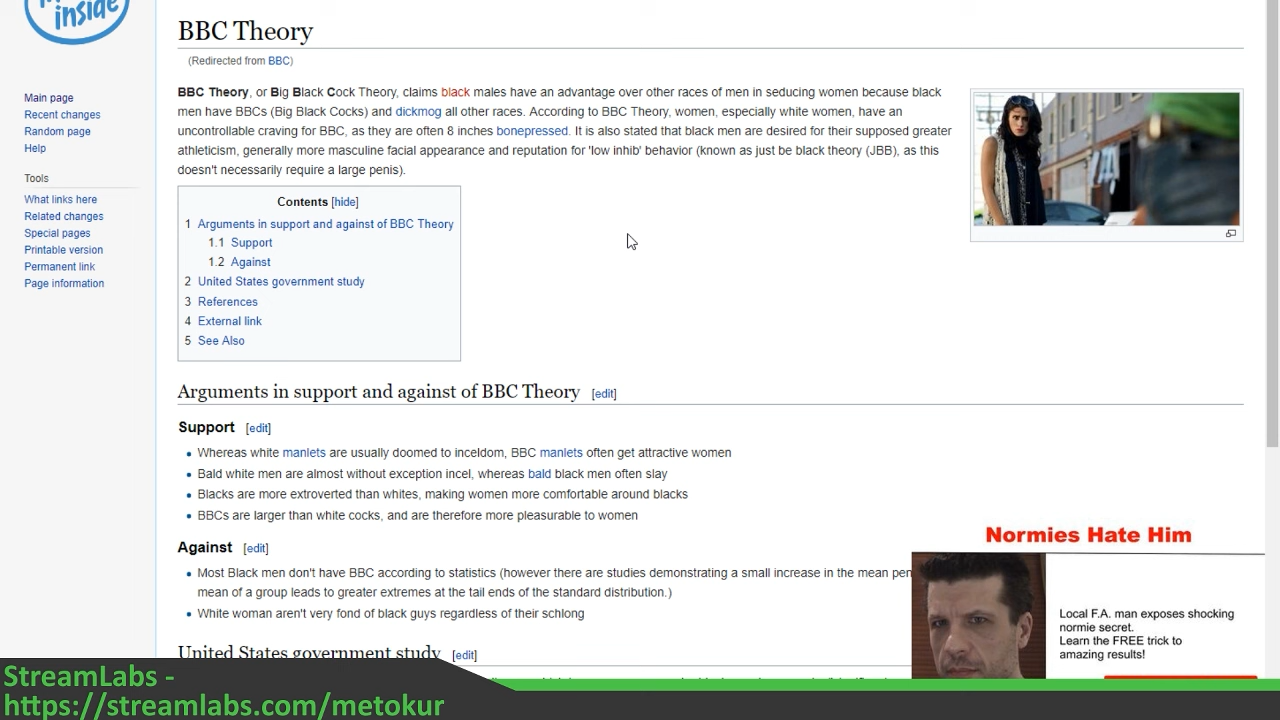 inside
BBC Theory
(Redirected from BBC)
Main page
Recent changes
Random page
Help
Tools
What links here
Related changes
Special pages
Printable version
Permanent link
Page information
BBC Theory, or Big Black Cock Theory, claims black males have an advantage over other races of men in seducing women because black
men have BBCs (Big Black Cocks) and dickmog all other races. According to BBC Theory, women, especially white women, have an
uncontrollable craving for BBC, as they are often 8 inches bonepressed. It is also stated that black men are desired for their supposed greater
athleticism, generally more masculine facial appearance and reputation for 'low inhib' behavior (known as just be black theory (JBB), as this
doesn't necessarily require a large penis).
Contents [hide]
1 Arguments in support and against of BBC Theory
1.1 Support
1.2 Against
2 United States government study
3 References
4 External link
5 See Also
Arguments in support and against of BBC Theory [edit]
Support [edit]
Whereas white manlets are usually doomed to inceldom, BBC manlets often get attractive women
Bald white men are almost without exception incel, whereas bald black men often slay
Blacks are more extroverted than whites, making women more comfortable around blacks
BBCs are larger than white cocks, and are therefore more pleasurable to women
Against [edit]
Most Black men don't have BBC according to statistics (however there are studies demonstrating a small increase in the mean pen
mean of a group leads to greater extremes at the tail ends of the standard distribution.)
White woman aren't very fond of black guys regardless of their schlong
United States government study [edit]
Normies Hate Him
Local F.A. man exposes shocking
normie secret.
Learn the FREE trick to
amazing results!
StreamLabs -
https://streamlabs.com/metokur